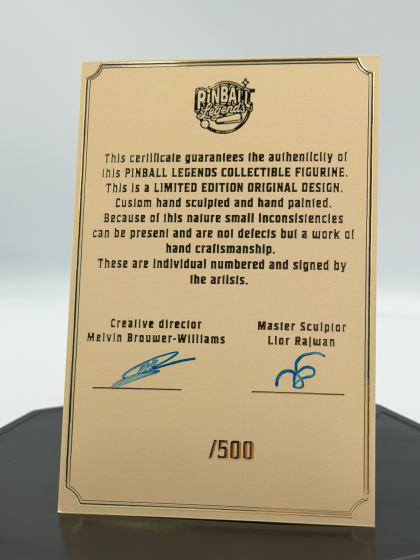 PINBALL
Legends
This certificate guarantees the authenticity of
this PINBALL LEGENDS COLLECTIBLE FIGURINE.
This is a LIMITED EDITION ORIGINAL DESIGN.
Custom hand sculpted and hand painted.
Because of this nature small inconsistencies
can be present and are not defects but a work of
hand craftsmanship.
These are individual numbered and signed by
the artists.
Creative director
Melvin Brouwer-Williams
Master Sculptor
Lior Rajwan
/500